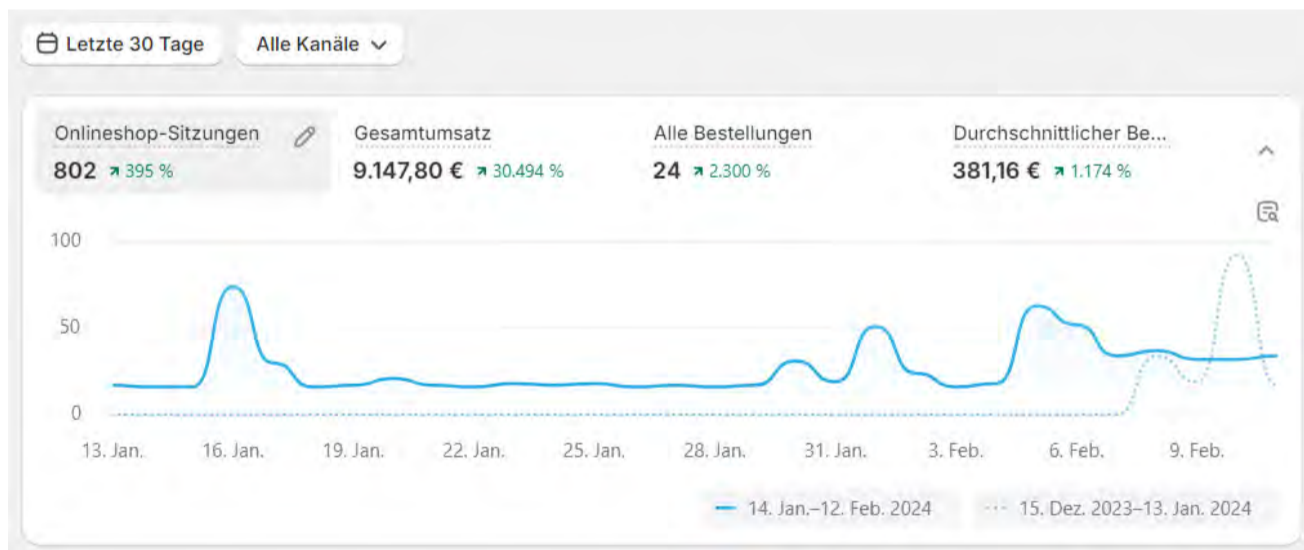 Letzte 30 Tage Alle Kanäle
Onlineshop-Sitzungen Gesamtumsatz Alle Bestellungen Durchschnittlicher Be...
802 395 % 9.147,80 € 30.494 % 24 2.300 % 381,16 € 1.174 %
100
50
0
13. Jan. 16. Jan. 19. Jan. 22. Jan. 25. Jan. 28. Jan. 31. Jan. 3. Feb. 6. Feb. 9. Feb.
14. Jan.–12. Feb. 2024 15. Dez. 2023–13. Jan. 2024